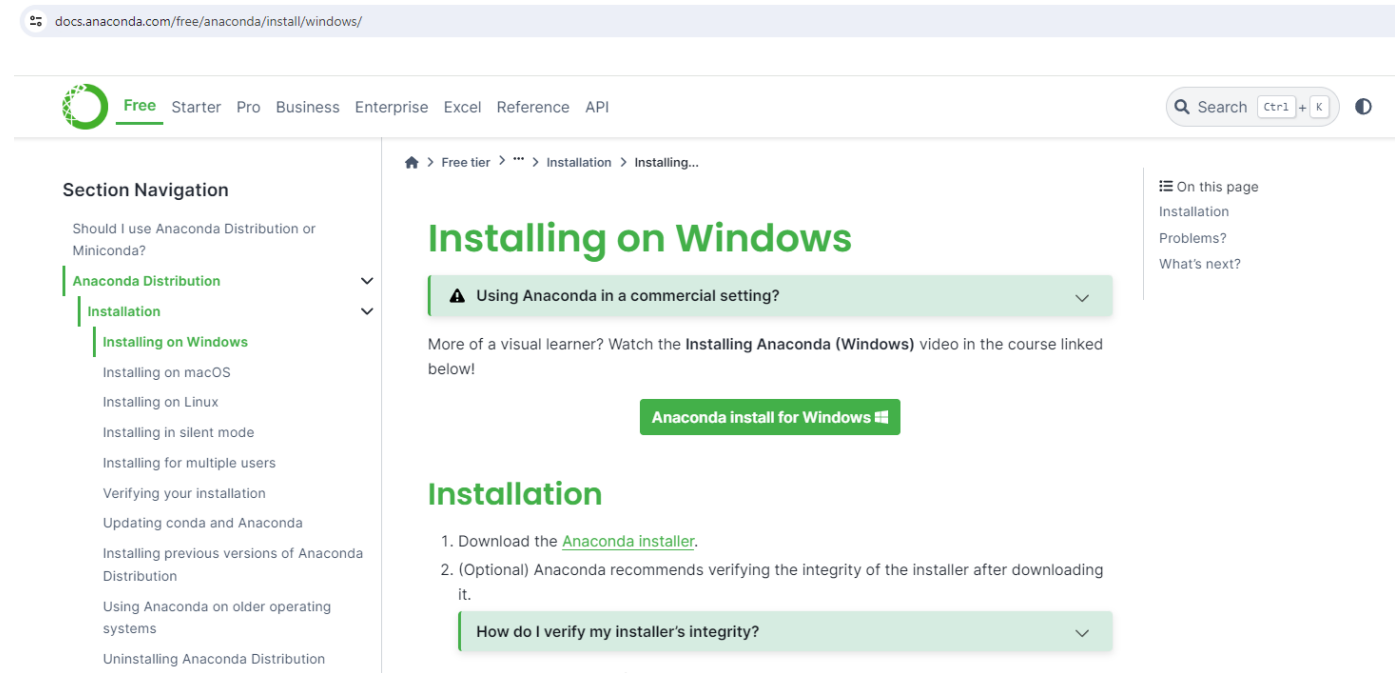 docs.anaconda.com/free/anaconda/install/windows/
Free Starter Pro Business Enterprise Excel Reference API
Search Ctrl + K
Section Navigation
Should I use Anaconda Distribution or
Miniconda?
Anaconda Distribution
Installation
Installing on Windows
Installing on macOS
Installing on Linux
Installing in silent mode
Installing for multiple users
Verifying your installation
Updating conda and Anaconda
Installing previous versions of Anaconda
Distribution
Using Anaconda on older operating
systems
Uninstalling Anaconda Distribution
> Free tier > ... > Installation > Installing...
Installing on Windows
Using Anaconda in a commercial setting?
More of a visual learner? Watch the Installing Anaconda (Windows) video in the course linked
below!
Anaconda install for Windows
Installation
1. Download the Anaconda installer.
2. (Optional) Anaconda recommends verifying the integrity of the installer after downloading
it.
How do I verify my installer's integrity?
On this page
Installation
Problems?
What's next?